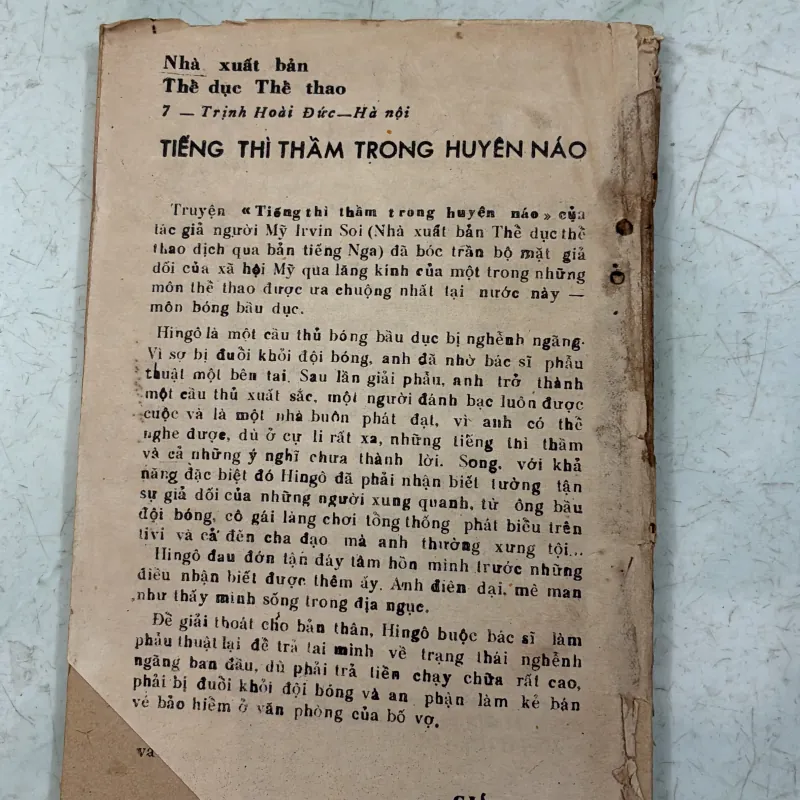 Nhà xuất bản
Thề dục Thề thao
7 — Trịnh Hoài Đức—Hà nội
TIẾNG THÌ THẦM TRONG HUYÊN NÁO
Truyện «Tiếng thì thầm trong huyên náo» của
tác giả người Mỹ Irvin Soi (Nhà xuất bản Thề dục thề
thao dịch qua bản tiếng Nga) đã bóc trần bộ mặt giả
dối của xã hội Mỹ qua lăng kính của một trong những
môn thề thao được ưa chuộng nhất tại nước này —
môn bóng bầu dục.
Hingô là một cầu thủ bóng bầu dục bị nghễnh ngãng.
Vì sợ bị đuồi khỏi đội bóng, anh đã nhờ bác sĩ phẫu
thuật một bên tai. Sau lần giải phẫu, anh trở thành
một cầu thủ xuất sắc, một người đánh bạc luôn được
cuộc và là một nhà buôn phát đạt, vì anh có thề
nghe được, dù ở cự li rất xa, những tiếng thì thầm
và cả những ý nghĩ chưa thành lời. Song, với khả
năng đặc biệt đó Hingô đã phải nhận biết tường tận
sự giả dối của những người xung quanh, từ ông bầu
đội bóng, cô gái làng chơi tồng thống phát biều trên
tivi và cả đến cha đạo mà anh thường xưng tội...
Hingô đau đớn tận đáy tâm hồn mình trước những
điều nhận biết được thêm ấy. Anh điên dại, mê man
như thấy mình sống trong địa ngục.
Đề giải thoát cho bản thân, Hingô buộc bác sĩ làm
phẫu thuật lại đề trả tai mình về trạng thái nghễnh
ngãng ban đầu, dù phải trả tiền chạy chữa rất cao,
phải bị đuồi khỏi đội bóng và an phận làm kẻ bán
vé bảo hiềm ở văn phòng của bố vợ.
và